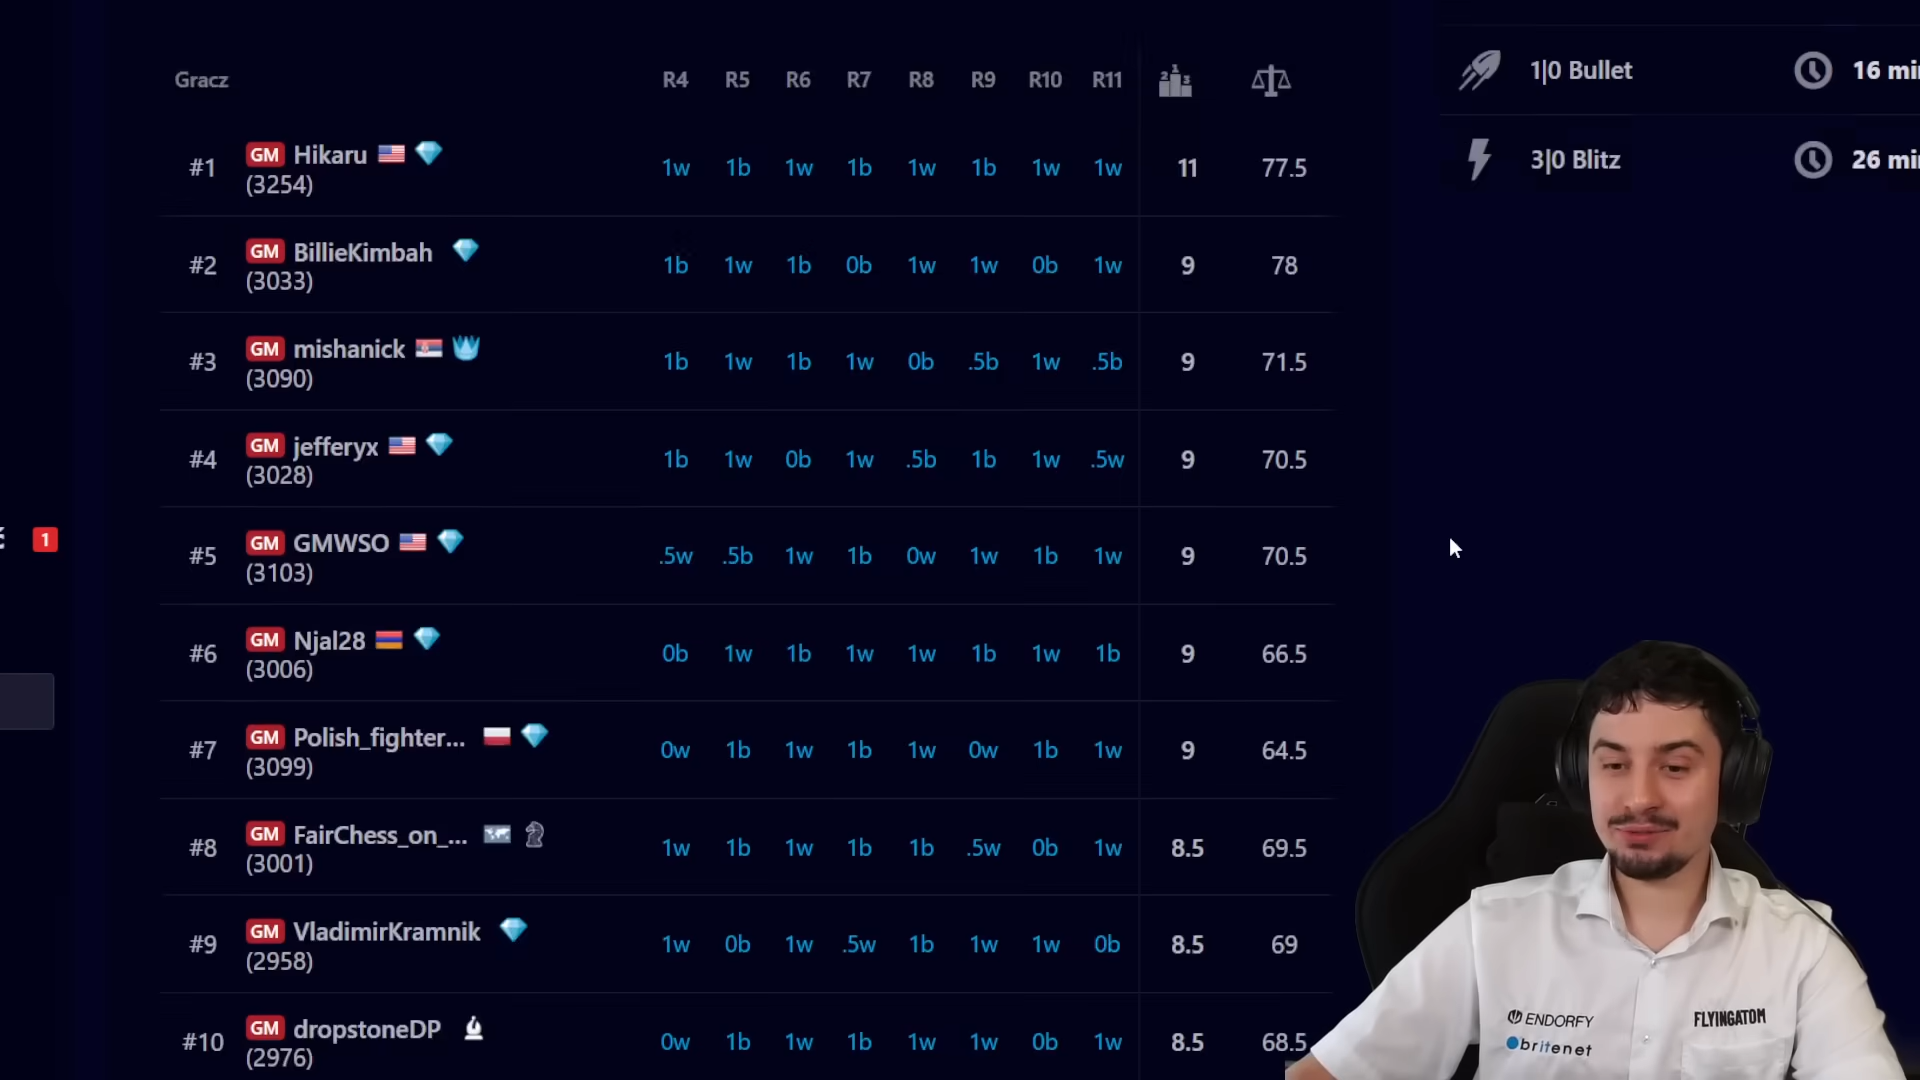 Gracz R4 R5 R6 R7 R8 R9 R10 R11
#1 GM Hikaru 1w 1b 1w 1b 1w 1b 1w 1w 11 77.5
(3254)
#2 GM BillieKimbah 1b 1w 1b 0b 1w 1w 0b 1w 9 78
(3033)
#3 GM mishanick 1b 1w 1b 1w 0b .5b 1w .5b 9 71.5
(3090)
#4 GM jefferyx 1b 1w 0b 1w .5b 1b 1w .5w 9 70.5
(3028)
#5 GM GMWSO .5w .5b 1w 1b 0w 1w 1b 1w 9 70.5
(3103)
#6 GM Njal28 0b 1w 1b 1w 1w 1b 1w 1b 9 66.5
(3006)
#7 GM Polish_fighter... 0w 1b 1w 1b 1w 0w 1b 1w 9 64.5
(3099)
#8 GM FairChess_on_... 1w 1b 1w 1b 1b .5w 0b 1w 8.5 69.5
(3001)
#9 GM VladimirKramnik 1w 0b 1w .5w 1b 1w 1w 0b 8.5 69
(2958)
#10 GM dropstoneDP 0w 1b 1w 1b 1w 1w 0b 1w 8.5 68.5
(2976)
1|0 Bullet 16 min
3|0 Blitz 26 min
1
ENDORFY
britenet
FLYINGATOM